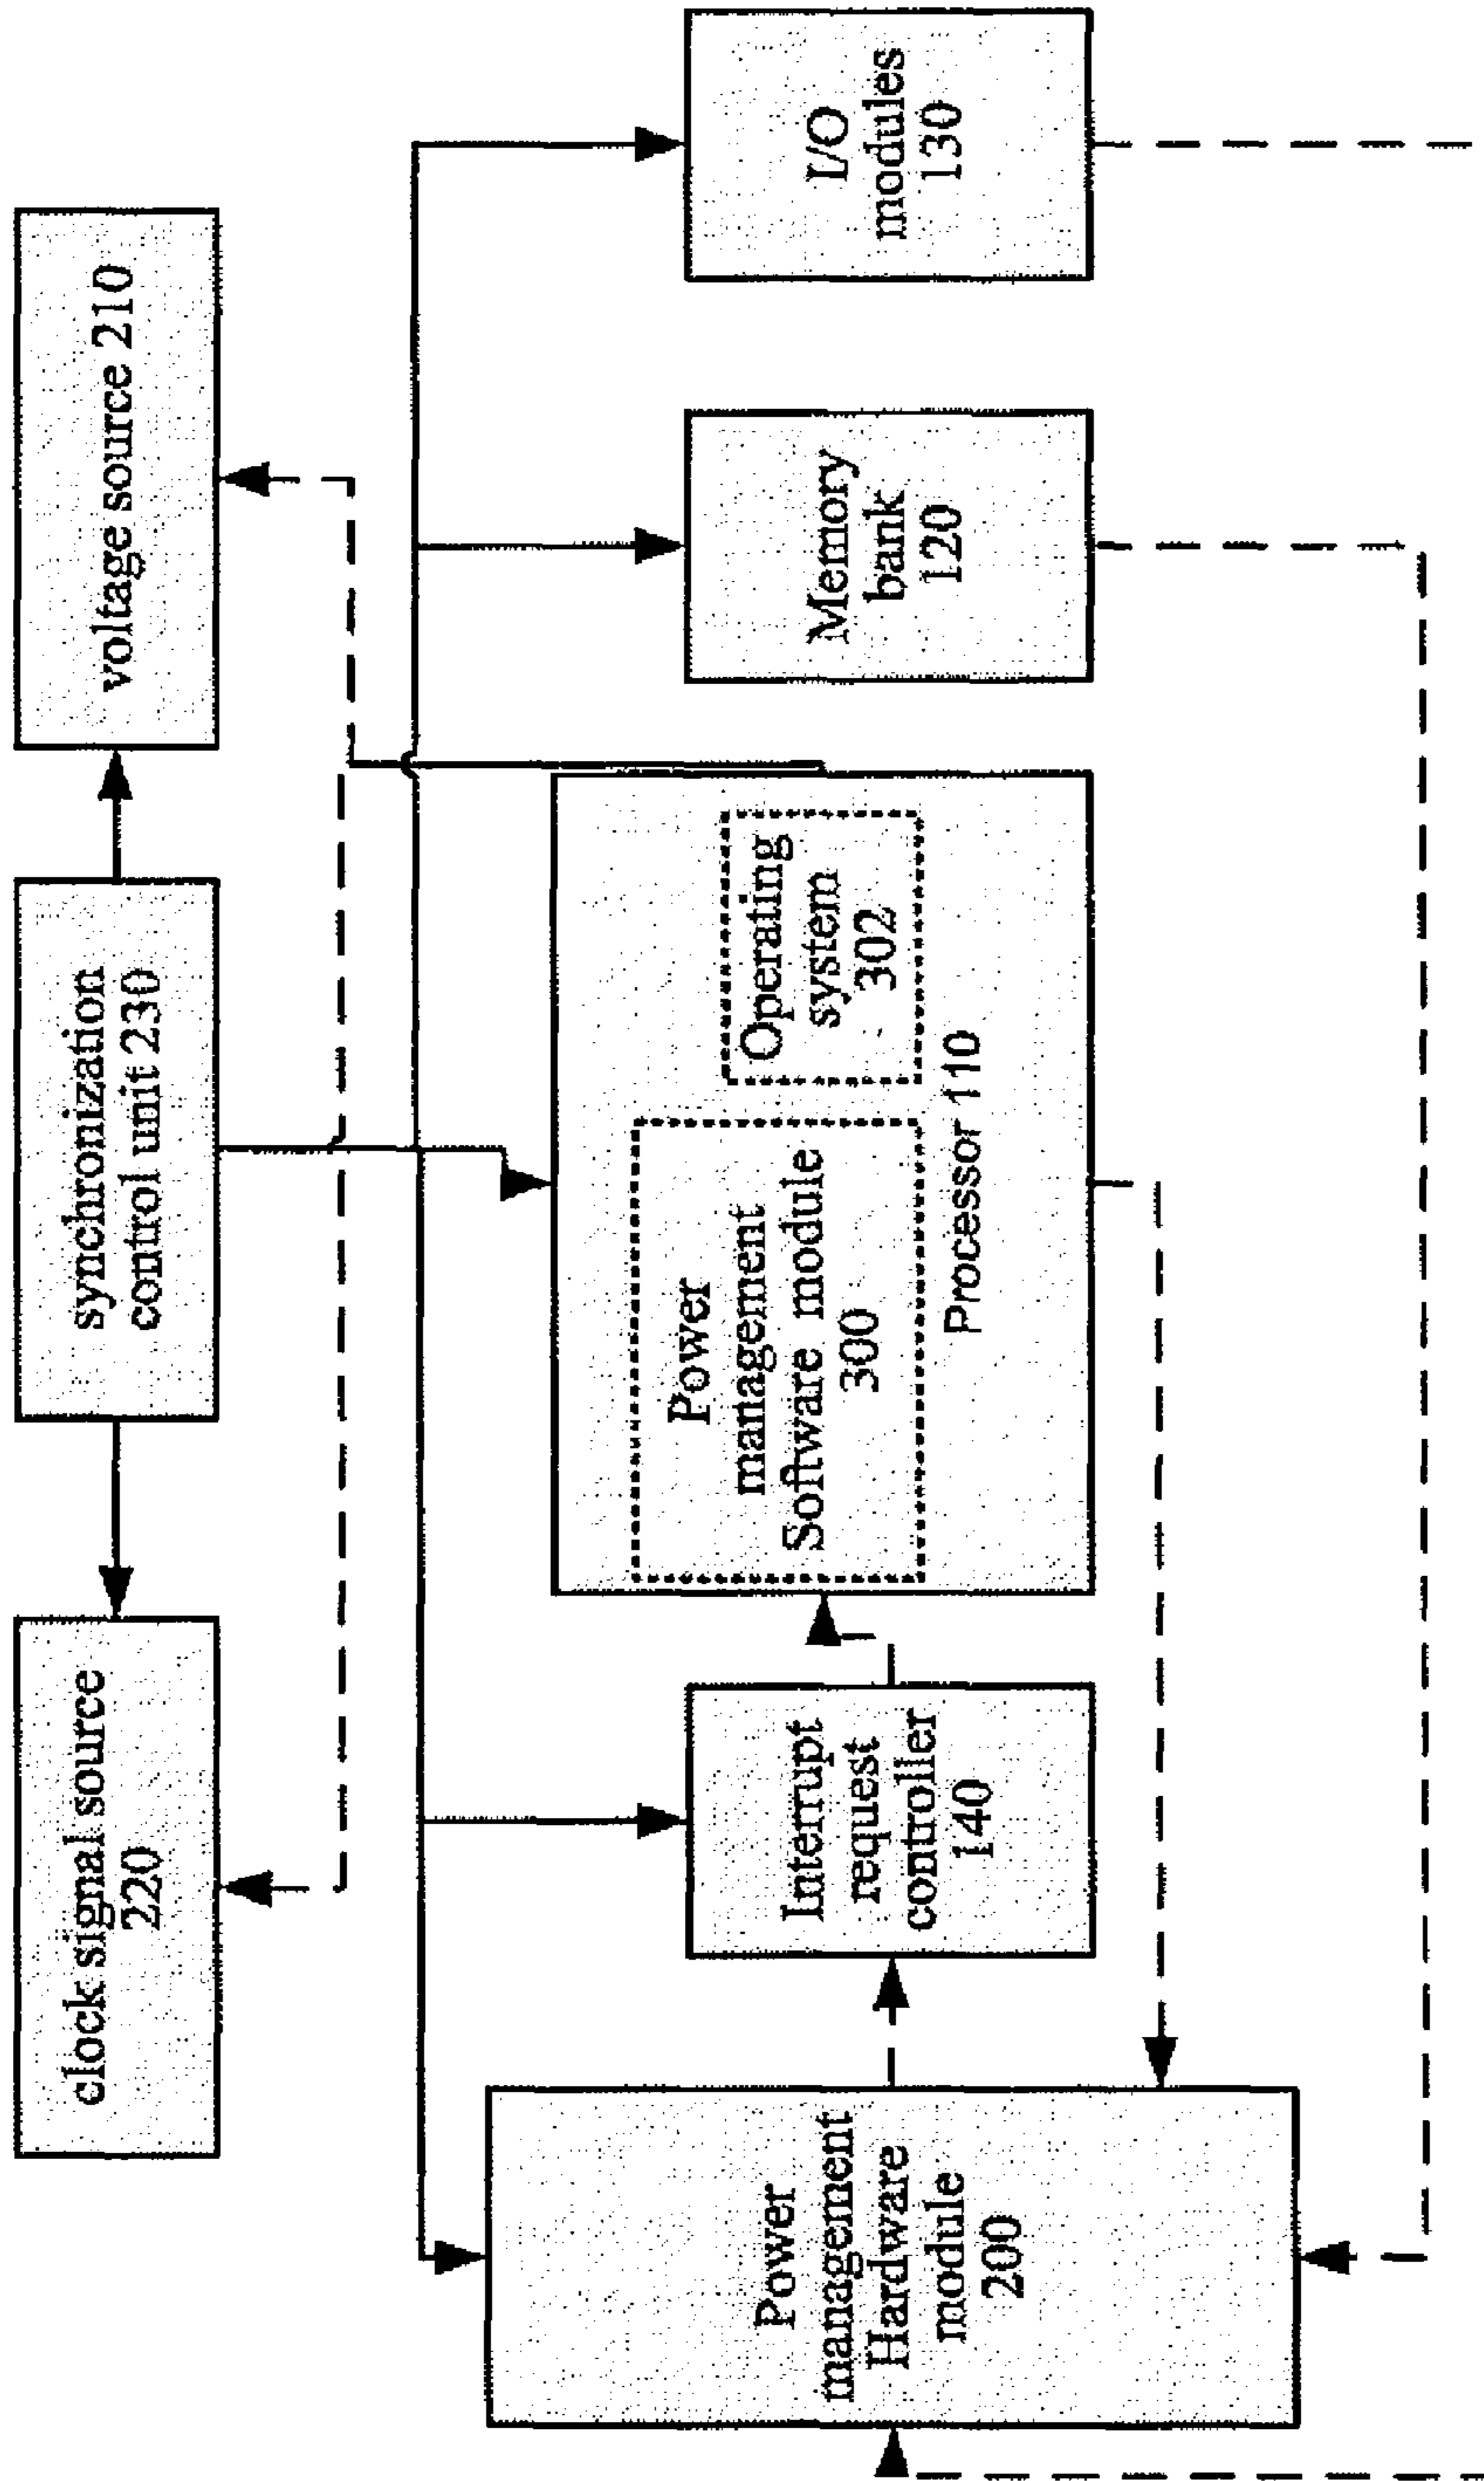 clock signal source
220
synchronization
control unit 230
voltage source 210
Power
management
Hardware
module
200
Interrupt
request
controller
140
Power
management
Software module
300
Operating
system
302
Processor 110
Memory
bank
120
I/O
modules
130